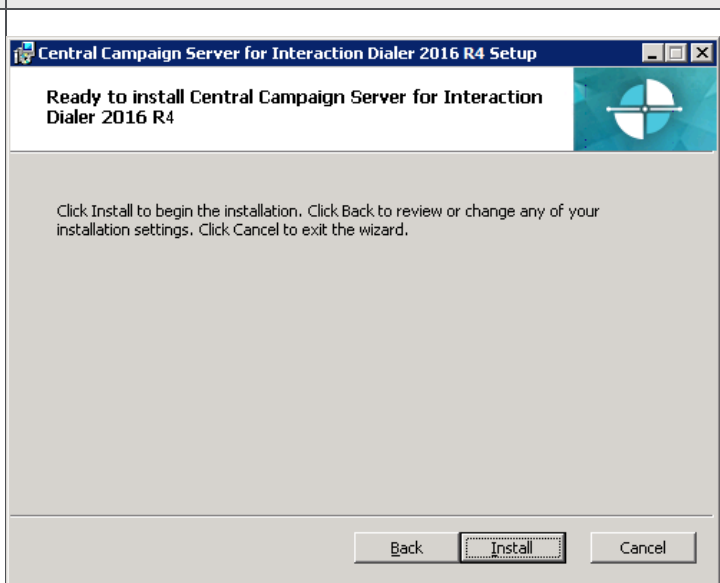 Central Campaign Server for Interaction Dialer 2016 R4 Setup
Ready to install Central Campaign Server for Interaction
Dialer 2016 R4
Click Install to begin the installation. Click Back to review or change any of your
installation settings. Click Cancel to exit the wizard.
Back Install Cancel